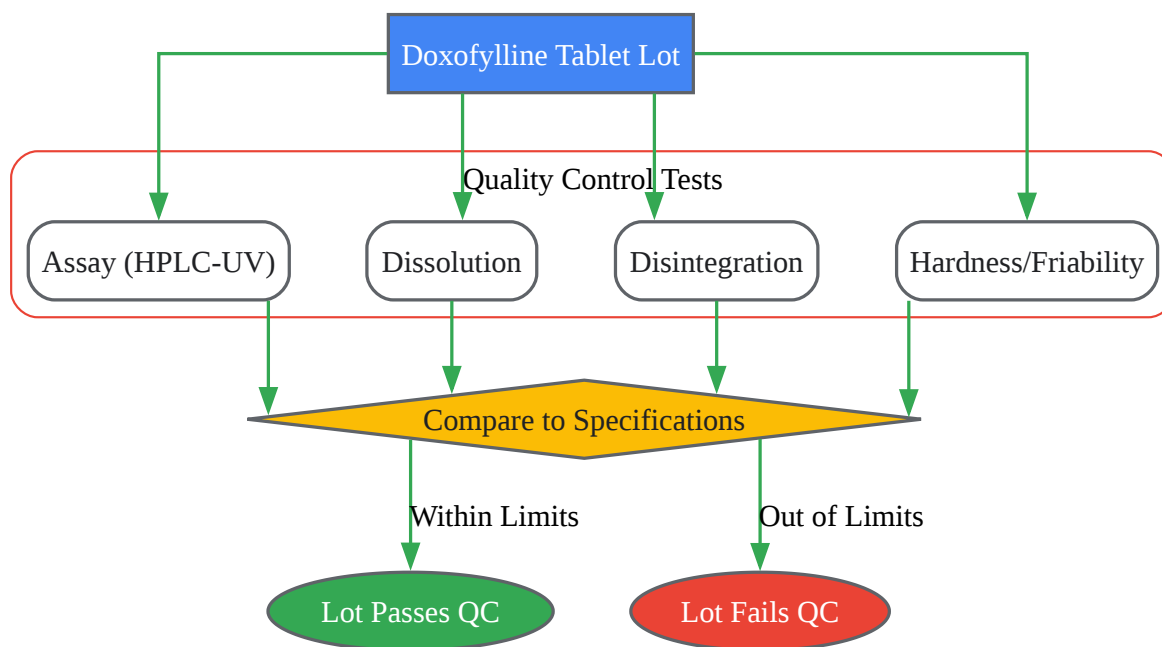 Doxofylline Tablet Lot
Quality Control Tests
Assay (HPLC-UV)
Dissolution
Disintegration
Hardness/Friability
Compare to Specifications
Within Limits
Out of Limits
Lot Passes QC
Lot Fails QC